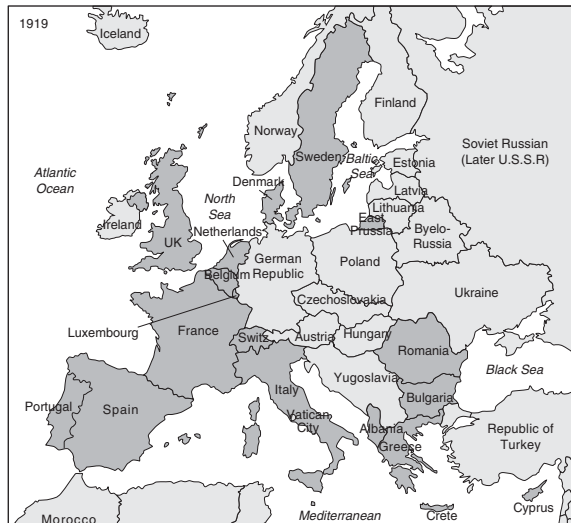 1919
Iceland
Finland
Norway
Soviet Russian
(Later U.S.S.R)
Sweden
Baltic
Sea
Estonia
Atlantic
Ocean
Denmark
Latvia
North
Sea
Lithuania
East
Prussia
Ireland
UK
Netherlands
Byelo-
Russia
German
Republic
Poland
Belgium
Czechoslovakia
Ukraine
Luxembourg
France
Switz
Austria
Hungary
Romania
Yugoslavia
Black Sea
Italy
Bulgaria
Portugal
Spain
Vatican
City
Albania
Greece
Republic of
Turkey
Morocco
Mediterranean
Crete
Cyprus